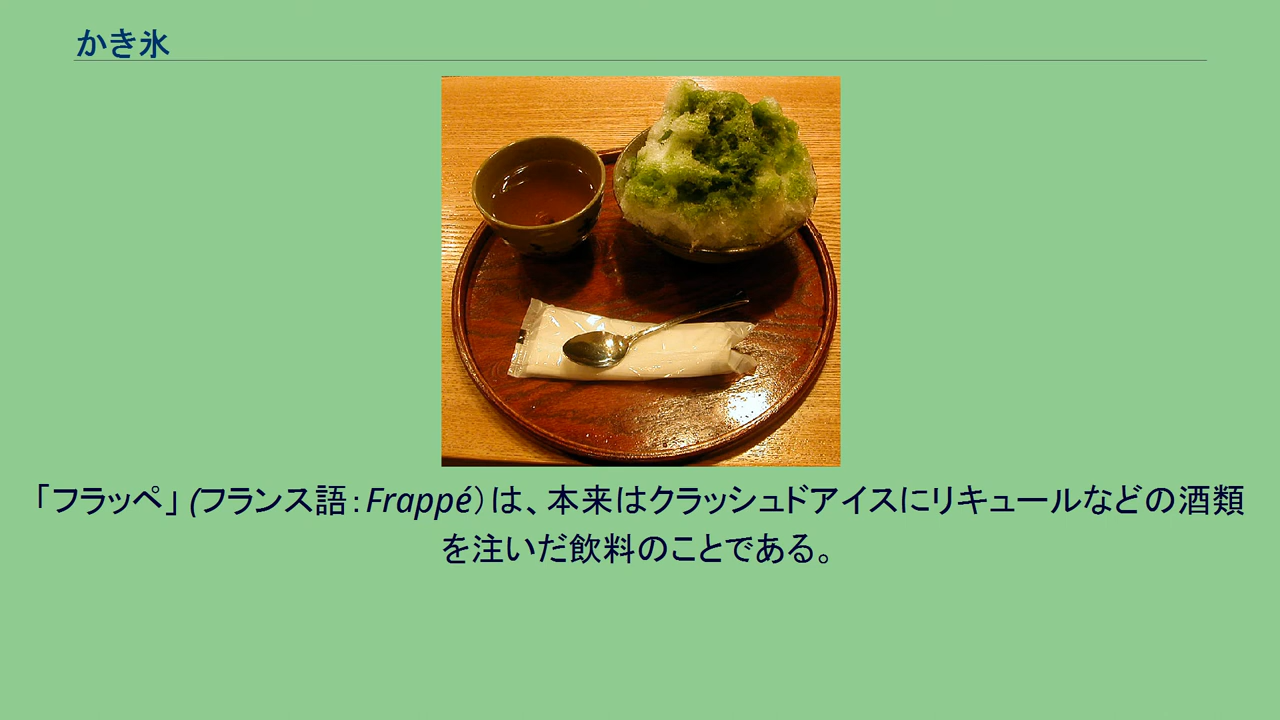 かき氷
「フラッペ」 (フランス語：Frappé）は、本来はクラッシュドアイスにリキュールなどの酒類
を注いだ飲料のことである。